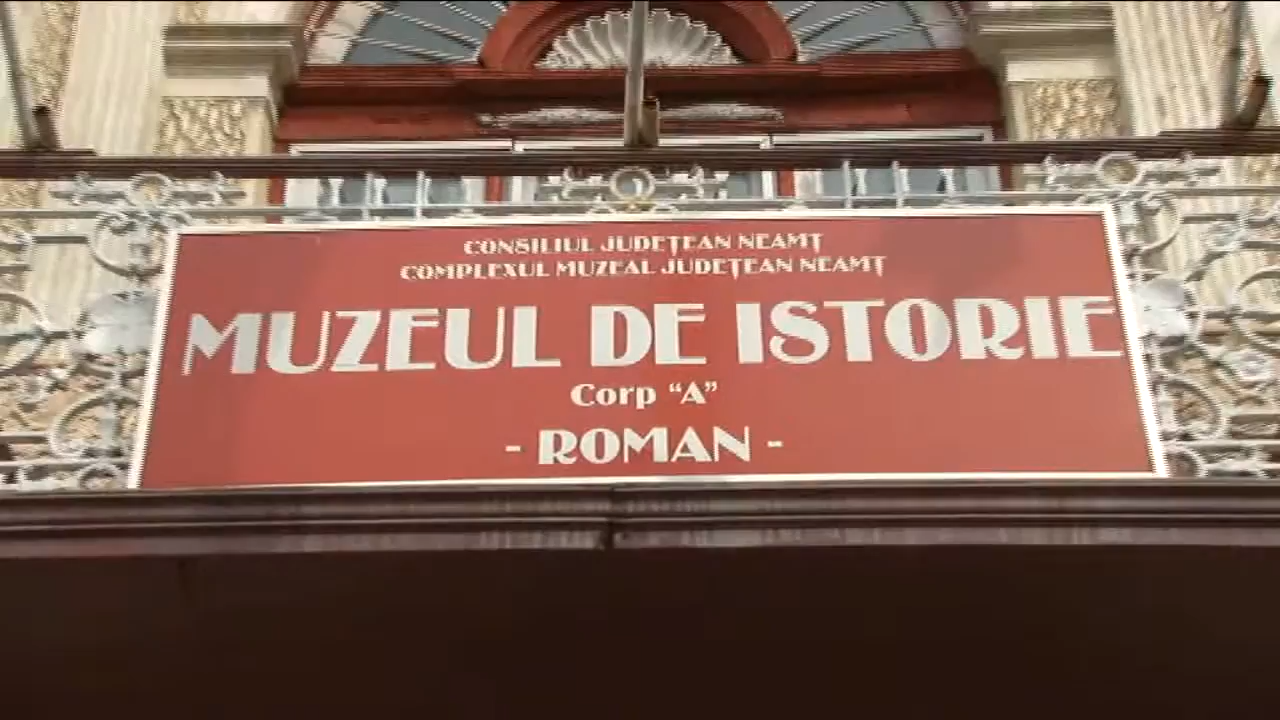 CONSILIUL JUDEȚEAN NEAMȚ
COMPLEXUL MUZEAL JUDEȚEAN NEAMȚ
MUZEUL DE ISTORIE
Corp “A”
- ROMAN -